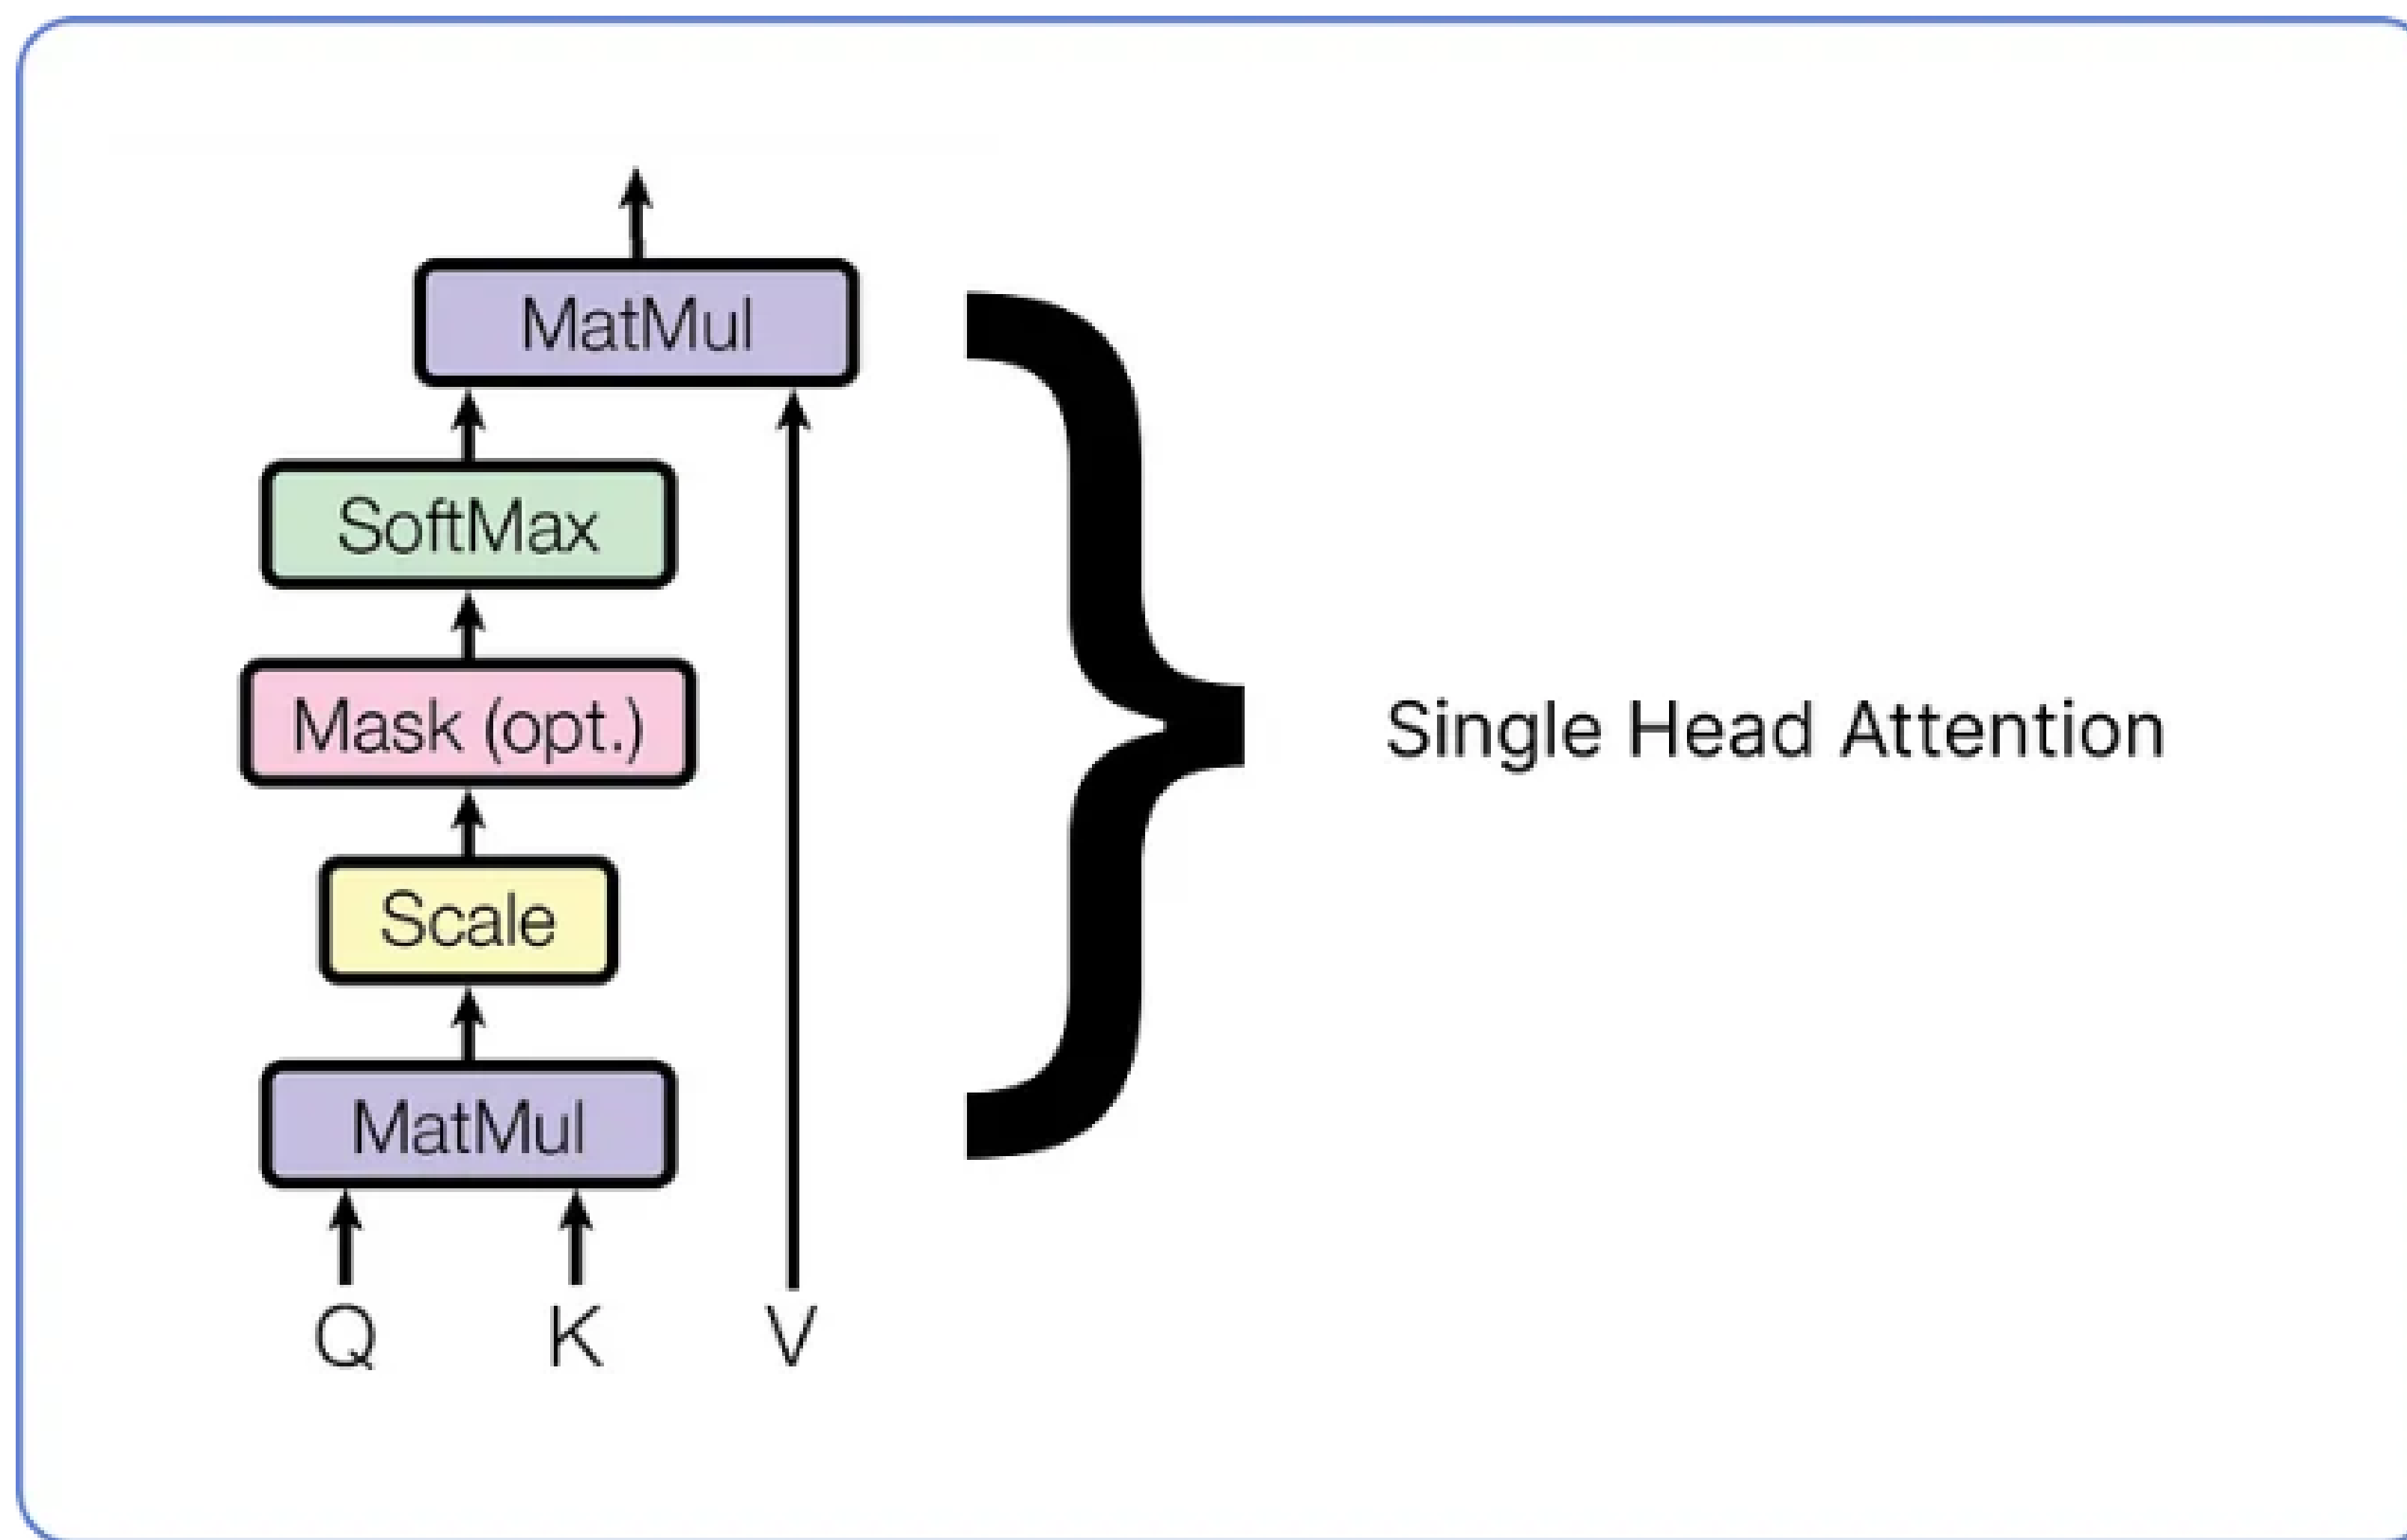 MatMul
SoftMax
Mask (opt.)
Single Head Attention
Scale
MatMul
Q K V